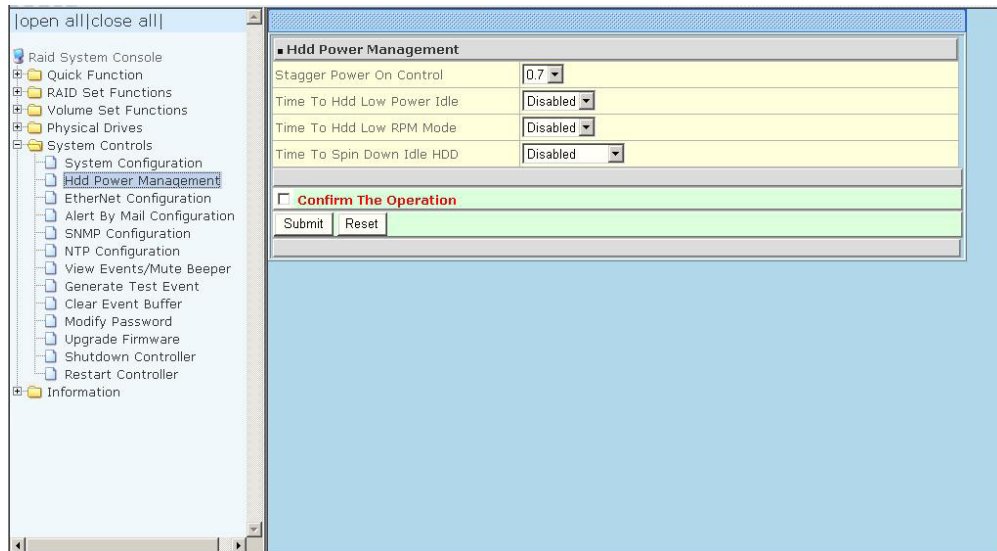 |open all|close all|
Raid System Console
Quick Function
RAID Set Functions
Volume Set Functions
Physical Drives
System Controls
System Configuration
Hdd Power Management
EtherNet Configuration
Alert By Mail Configuration
SNMP Configuration
NTP Configuration
View Events/Mute Beeper
Generate Test Event
Clear Event Buffer
Modify Password
Upgrade Firmware
Shutdown Controller
Restart Controller
Information
Hdd Power Management
Stagger Power On Control 0.7
Time To Hdd Low Power Idle Disabled
Time To Hdd Low RPM Mode Disabled
Time To Spin Down Idle HDD Disabled
Confirm The Operation
Submit Reset